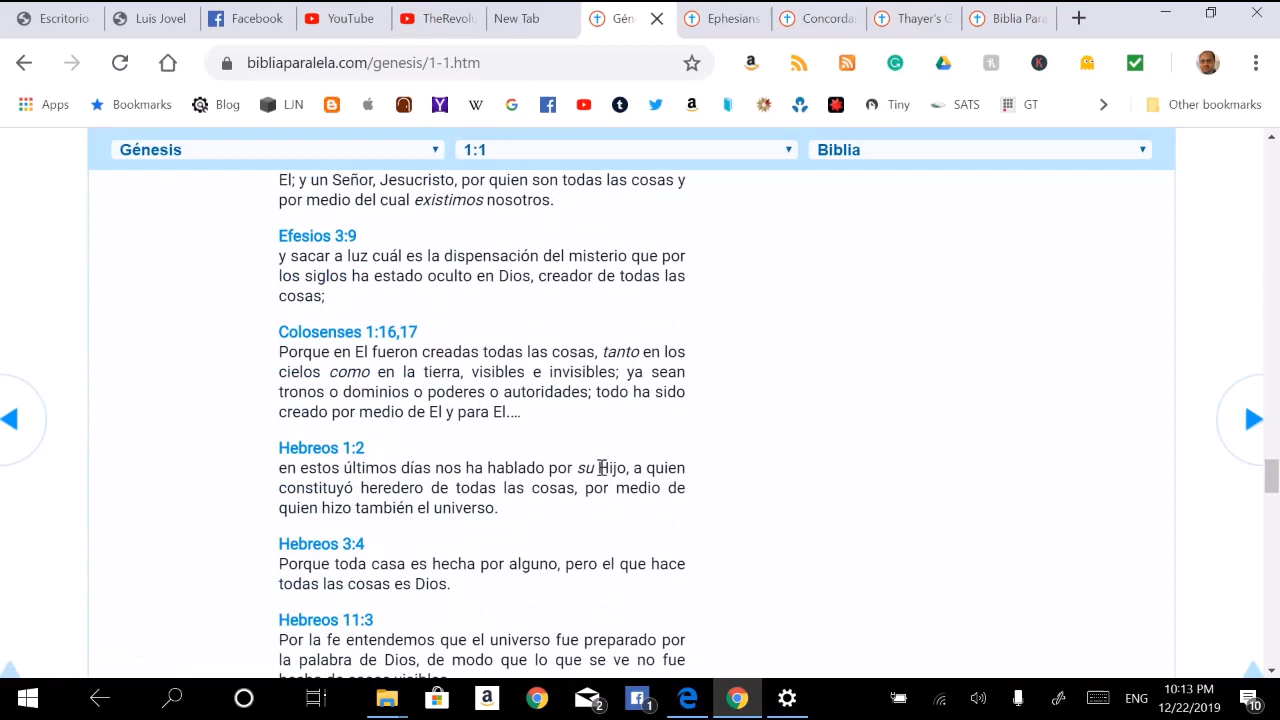 Escritorio
Luis Jovel
Facebook
YouTube
TheRevolu
New Tab
Gén
Ephesians
Concorda
Thayer's G
Biblia Para
bibliaparalela.com/genesis/1-1.htm
Apps
Bookmarks
Blog
LJN
Tiny
SATS
GT
Other bookmarks
Génesis
1:1
Biblia
El; y un Señor, Jesucristo, por quien son todas las cosas y
por medio del cual existimos nosotros.
Efesios 3:9
y sacar a luz cuál es la dispensación del misterio que por
los siglos ha estado oculto en Dios, creador de todas las
cosas;
Colosenses 1:16,17
Porque en El fueron creadas todas las cosas, tanto en los
cielos como en la tierra, visibles e invisibles; ya sean
tronos o dominios o poderes o autoridades; todo ha sido
creado por medio de El y para El.…
Hebreos 1:2
en estos últimos días nos ha hablado por su Hijo, a quien
constituyó heredero de todas las cosas, por medio de
quien hizo también el universo.
Hebreos 3:4
Porque toda casa es hecha por alguno, pero el que hace
todas las cosas es Dios.
Hebreos 11:3
Por la fe entendemos que el universo fue preparado por
la palabra de Dios, de modo que lo que se ve no fue
2
1
ENG
10:13 PM
12/22/2019
10